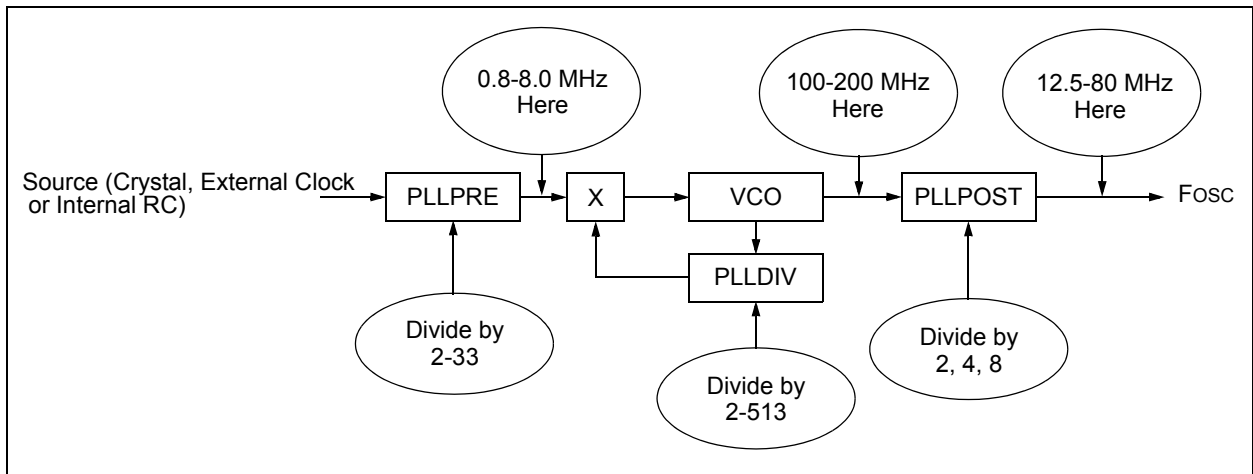 0.8-8.0 MHz
Here
100-200 MHz
Here
12.5-80 MHz
Here
Source (Crystal, External Clock
or Internal RC)
PLLPRE
X
VCO
PLLPOST
FOSC
PLLDIV
Divide by
2-33
Divide by
2-513
Divide by
2, 4, 8